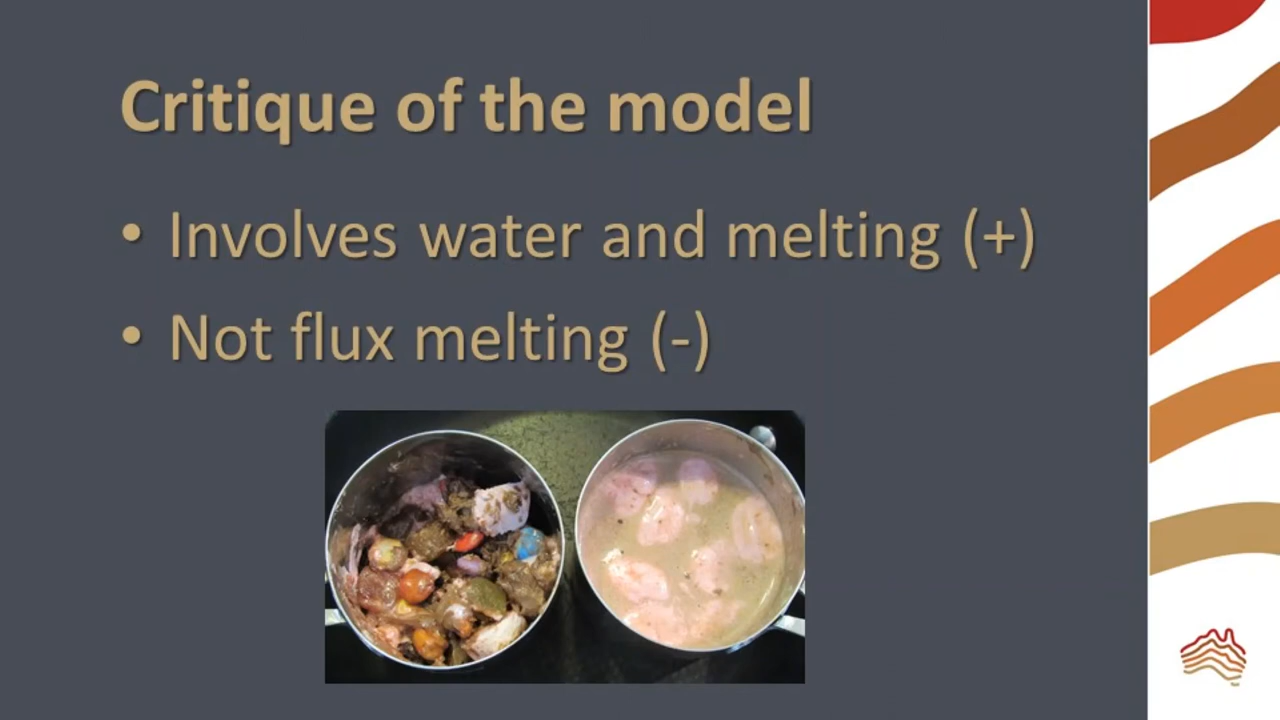 Critique of the model
• Involves water and melting (+)
• Not flux melting (-)